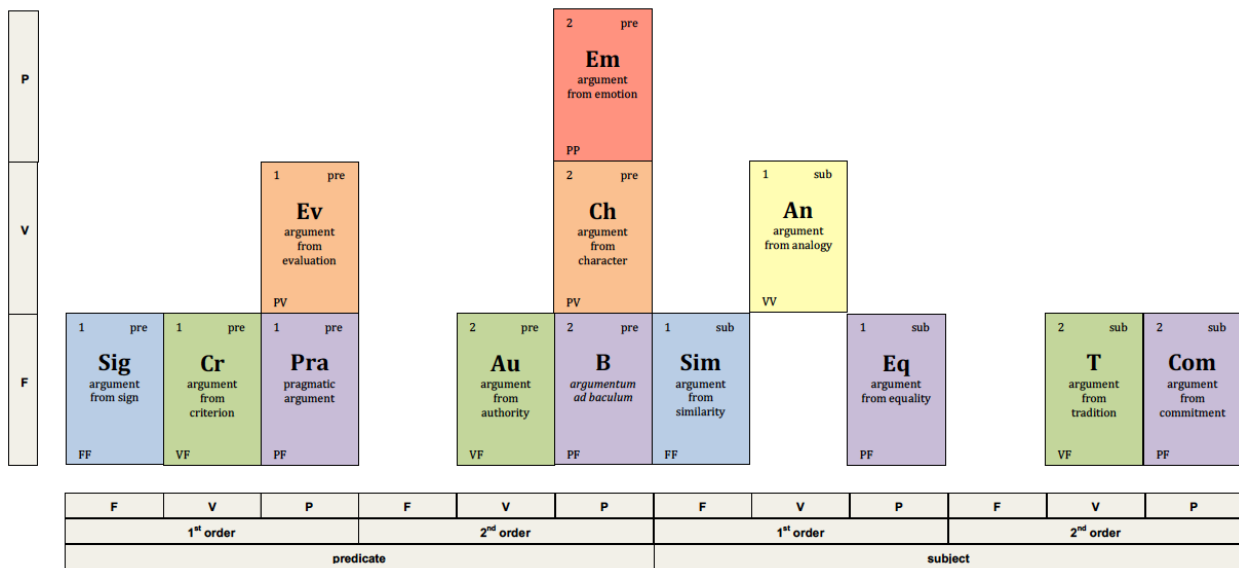 P
2 pre
Em
argument
from emotion
PP
V
1 pre
Ev
argument
from
evaluation
PV
2 pre
Ch
argument
from
character
PV
1 sub
An
argument
from analogy
VV
F
1 pre
Sig
argument
from sign
FF
1 pre
Cr
argument
from
criterion
VF
1 pre
Pra
pragmatic
argument
PF
2 pre
Au
argument
from
authority
VF
2 pre
B
argumentum
ad baculum
PF
1 sub
Sim
argument
from
similarity
FF
1 sub
Eq
argument
from equality
PF
2 sub
T
argument
from
tradition
VF
2 sub
Com
argument
from
commitment
PF
F V P F V P F V P F V P
1st order 2nd order 1st order 2nd order
predicate subject